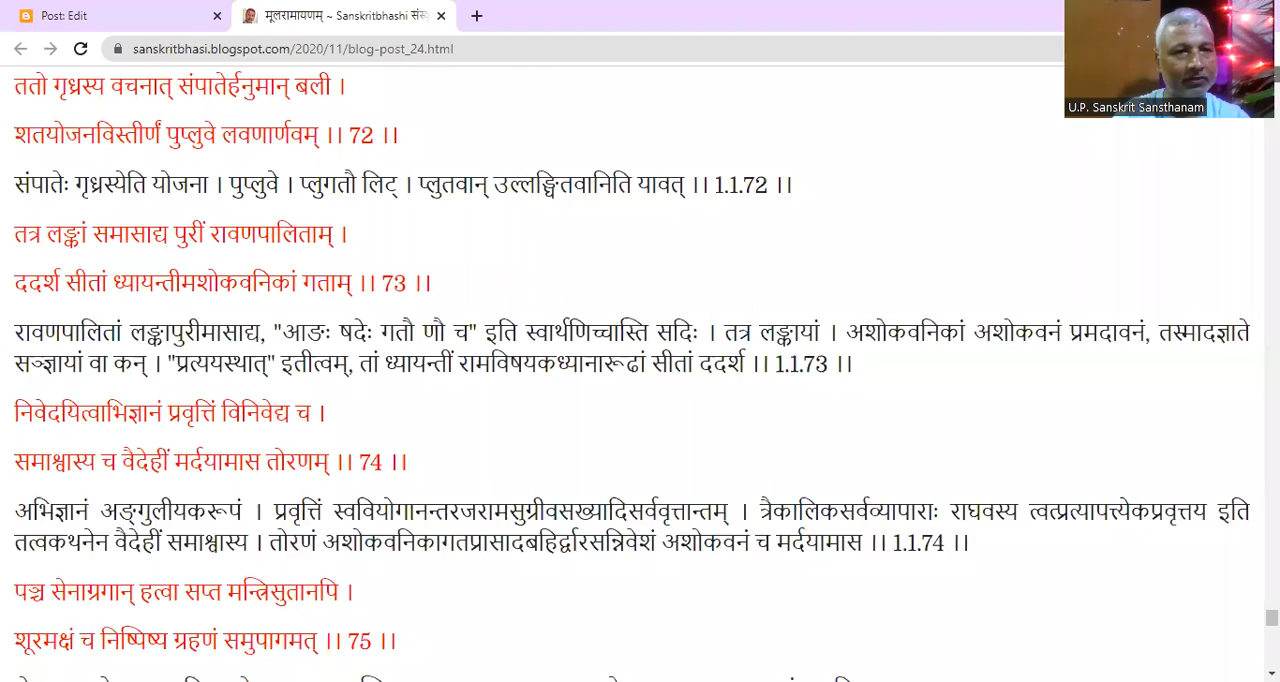 Post: Edit
मूलरामायणम् ~ Sanskritbhashi संस्
sanskritbhasi.blogspot.com/2020/11/blog-post_24.html
U.P. Sanskrit Sansthanam
ततो गृध्रस्य वचनात् संपातेर्हनुमान् बली ।
शतयोजनविस्तीर्णं पुप्लुवे लवणार्णवम् ।। 72 ।।
संपातेः गृध्रस्येति योजना । पुप्लुवे । प्लुगतौ लिट् । प्लुतवान् उल्लङ्घितवानिति यावत् ।। 1.1.72 ।।
तत्र लङ्कां समासाद्य पुरीं रावणपालिताम् ।
ददर्श सीतां ध्यायन्तीमशोकवनिकां गताम् ।। 73 ।।
रावणपालितां लङ्कापुरीमासाद्य, "आङः षदेः गतौ णौ च" इति स्वार्थणिच्चास्ति सदिः । तत्र लङ्कायां । अशोकवनिकां अशोकवनं प्रमदावनं, तस्मादज्ञाते
सञ्ज्ञायां वा कन् । "प्रत्ययस्थात्" इतीत्वम्, तां ध्यायन्तीं रामविषयकध्यानारूढां सीतां ददर्श ।। 1.1.73 ।।
निवेदयित्वाभिज्ञानं प्रवृत्तिं विनिवेद्य च ।
समाश्वास्य च वैदेहीं मर्दयामास तोरणम् ।। 74 ।।
अभिज्ञानं अङ्गुलीयकरूपं । प्रवृत्तिं स्ववियोगानन्तरजरामसुग्रीवसख्यादिसर्ववृत्तान्तम् । त्रैकालिकसर्वव्यापाराः राघवस्य त्वत्प्रत्यापत्त्येकप्रवृत्तय इति
तत्वकथनेन वैदेहीं समाश्वास्य । तोरणं अशोकवनिकागतप्रासादबहिर्द्वारसन्निवेशं अशोकवनं च मर्दयामास ।। 1.1.74 ।।
पञ्च सेनाग्रगान् हत्वा सप्त मन्त्रिसुतानपि ।
शूरमक्षं च निष्पिष्य ग्रहणं समुपागमत् ।। 75 ।।